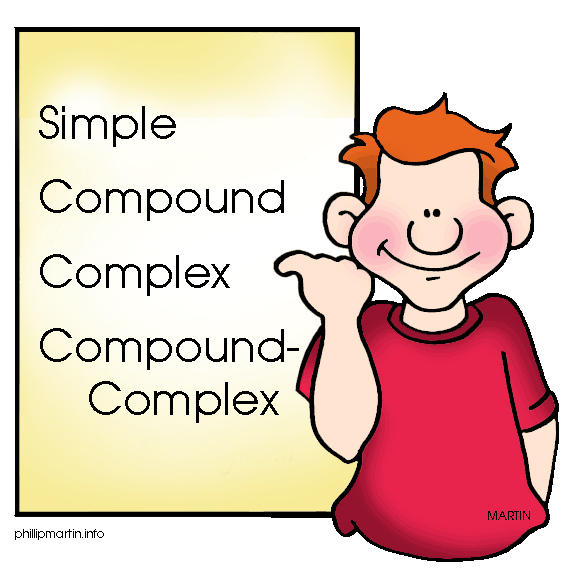 Simple
Compound
Complex
Compound-
Complex
MARTIN
phillipmartin.info